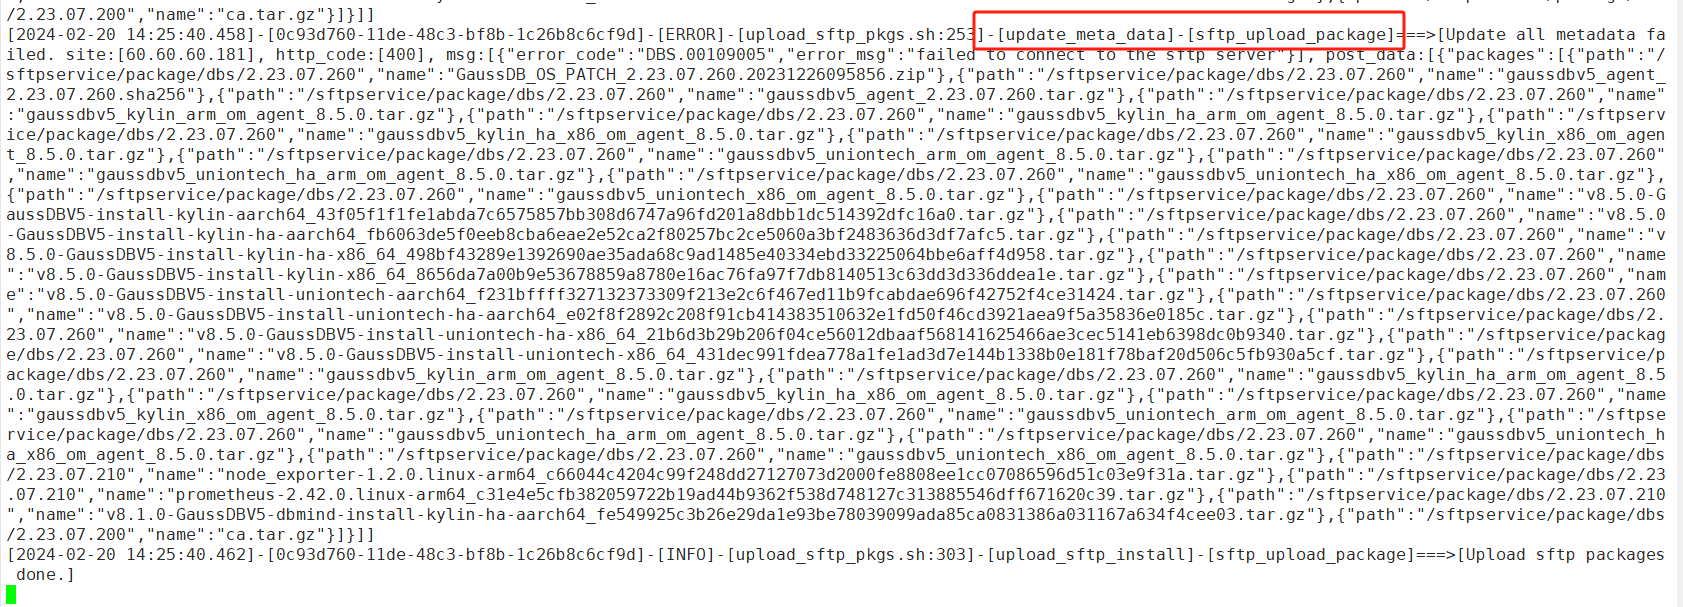 /2.23.07.200","name":"ca.tar.gz"}]}]]
[2024-02-20 14:25:40.458]-[0c93d760-11de-48c3-bf8b-1c26b8c6cf9d]-[ERROR]-[upload_sftp_pkgs.sh:253]-[update_meta_data]-[sftp_upload_package]===>[Update all metadata fa
iled. site:[60.60.60.181], http_code:[400], msg:[{"error_code":"DBS.00109005","error_msg":"failed to connect to the sftp server"}], post_data:[{"packages":[{"path":"/
sftpservice/package/dbs/2.23.07.260","name":"GaussDB_OS_PATCH_2.23.07.260.20231226095856.zip"},{"path":"/sftpservice/package/dbs/2.23.07.260","name":"gaussdbv5_agent_
2.23.07.260.sha256"},{"path":"/sftpservice/package/dbs/2.23.07.260","name":"gaussdbv5_agent_2.23.07.260.tar.gz"},{"path":"/sftpservice/package/dbs/2.23.07.260","name"
:"gaussdbv5_kylin_arm_om_agent_8.5.0.tar.gz"},{"path":"/sftpservice/package/dbs/2.23.07.260","name":"gaussdbv5_kylin_ha_arm_om_agent_8.5.0.tar.gz"},{"path":"/sftpserv
ice/package/dbs/2.23.07.260","name":"gaussdbv5_kylin_ha_x86_om_agent_8.5.0.tar.gz"},{"path":"/sftpservice/package/dbs/2.23.07.260","name":"gaussdbv5_kylin_x86_om_agen
t_8.5.0.tar.gz"},{"path":"/sftpservice/package/dbs/2.23.07.260","name":"gaussdbv5_uniontech_arm_om_agent_8.5.0.tar.gz"},{"path":"/sftpservice/package/dbs/2.23.07.260"
,"name":"gaussdbv5_uniontech_ha_arm_om_agent_8.5.0.tar.gz"},{"path":"/sftpservice/package/dbs/2.23.07.260","name":"gaussdbv5_uniontech_ha_x86_om_agent_8.5.0.tar.gz"},
{"path":"/sftpservice/package/dbs/2.23.07.260","name":"gaussdbv5_uniontech_x86_om_agent_8.5.0.tar.gz"},{"path":"/sftpservice/package/dbs/2.23.07.260","name":"v8.5.0-G
aussDBV5-install-kylin-aarch64_43f05f1f1fe1abda7c6575857bb308d6747a96fd201a8dbb1dc514392dfc16a0.tar.gz"},{"path":"/sftpservice/package/dbs/2.23.07.260","name":"v8.5.0
-GaussDBV5-install-kylin-ha-aarch64_fb6063de5f0eeb8cba6eae2e52ca2f80257bc2ce5060a3bf2483636d3df7afc5.tar.gz"},{"path":"/sftpservice/package/dbs/2.23.07.260","name":"v
8.5.0-GaussDBV5-install-kylin-ha-x86_64_498bf43289e1392690ae35ada68c9ad1485e40334ebd33225064bbe6aff4d958.tar.gz"},{"path":"/sftpservice/package/dbs/2.23.07.260","name
":"v8.5.0-GaussDBV5-install-kylin-x86_64_8656da7a00b9e53678859a8780e16ac76fa97f7db8140513c63dd3d336ddea1e.tar.gz"},{"path":"/sftpservice/package/dbs/2.23.07.260","nam
e":"v8.5.0-GaussDBV5-install-uniontech-aarch64_f231bffff327132373309f213e2c6f467ed11b9fcabdae696f42752f4ce31424.tar.gz"},{"path":"/sftpservice/package/dbs/2.23.07.260
","name":"v8.5.0-GaussDBV5-install-uniontech-ha-aarch64_e02f8f2892c208f91cb414383510632e1fd50f46cd3921aea9f5a35836e0185c.tar.gz"},{"path":"/sftpservice/package/dbs/2.
23.07.260","name":"v8.5.0-GaussDBV5-install-uniontech-ha-x86_64_21b6d3b29b206f04ce56012dbaaf568141625466ae3cec5141eb6398dc0b9340.tar.gz"},{"path":"/sftpservice/packag
e/dbs/2.23.07.260","name":"v8.5.0-GaussDBV5-install-uniontech-x86_64_431dec991fdea778a1fe1ad3d7e144b1338b0e181f78baf20d506c5fb930a5cf.tar.gz"},{"path":"/sftpservice/p
ackage/dbs/2.23.07.260","name":"gaussdbv5_kylin_arm_om_agent_8.5.0.tar.gz"},{"path":"/sftpservice/package/dbs/2.23.07.260","name":"gaussdbv5_kylin_ha_arm_om_agent_8.5
.0.tar.gz"},{"path":"/sftpservice/package/dbs/2.23.07.260","name":"gaussdbv5_kylin_ha_x86_om_agent_8.5.0.tar.gz"},{"path":"/sftpservice/package/dbs/2.23.07.260","name
":"gaussdbv5_kylin_x86_om_agent_8.5.0.tar.gz"},{"path":"/sftpservice/package/dbs/2.23.07.260","name":"gaussdbv5_uniontech_arm_om_agent_8.5.0.tar.gz"},{"path":"/sftpse
rvice/package/dbs/2.23.07.260","name":"gaussdbv5_uniontech_ha_arm_om_agent_8.5.0.tar.gz"},{"path":"/sftpservice/package/dbs/2.23.07.260","name":"gaussdbv5_uniontech_h
a_x86_om_agent_8.5.0.tar.gz"},{"path":"/sftpservice/package/dbs/2.23.07.260","name":"gaussdbv5_uniontech_x86_om_agent_8.5.0.tar.gz"},{"path":"/sftpservice/package/dbs
/2.23.07.210","name":"node_exporter-1.2.0.linux-arm64_c66044c4204c99f248dd27127073d2000fe8808ee1cc07086596d51c03e9f31a.tar.gz"},{"path":"/sftpservice/package/dbs/2.23
.07.210","name":"prometheus-2.42.0.linux-arm64_c31e4e5cfb382059722b19ad44b9362f538d748127c313885546dff671620c39.tar.gz"},{"path":"/sftpservice/package/dbs/2.23.07.210
","name":"v8.1.0-GaussDBV5-dbmind-install-kylin-ha-aarch64_fe549925c3b26e29da1e93be78039099ada85ca0831386a031167a634f4cee03.tar.gz"},{"path":"/sftpservice/package/dbs
/2.23.07.200","name":"ca.tar.gz"}]}]]
[2024-02-20 14:25:40.462]-[0c93d760-11de-48c3-bf8b-1c26b8c6cf9d]-[INFO]-[upload_sftp_pkgs.sh:303]-[upload_sftp_install]-[sftp_upload_package]===>[Upload sftp packages
 done.]